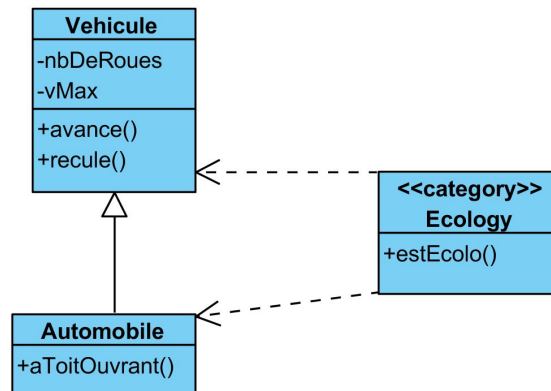 Vehicule
-nbDeRoues
-vMax
+avance()
+recule()
<<category>>
Ecology
+estEcolo()
Automobile
+aToitOuvrant()